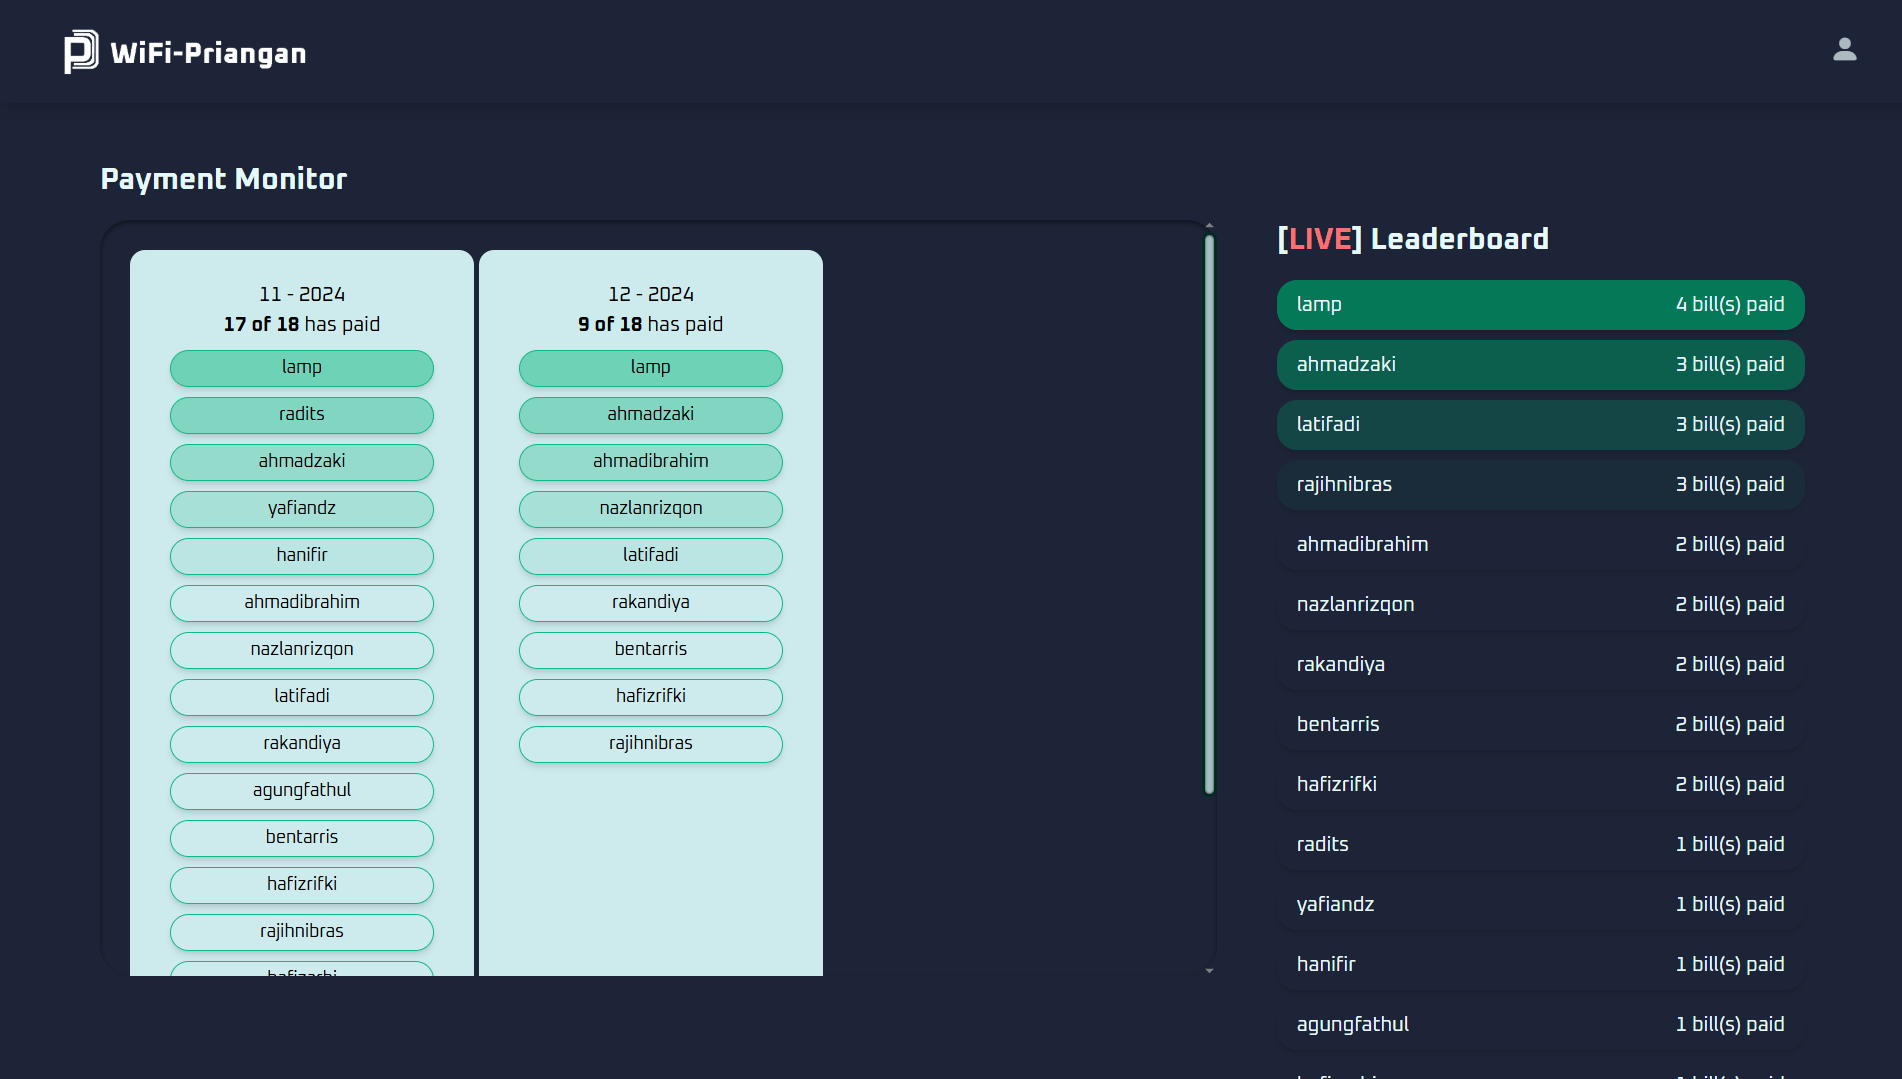 WiFi-Priangan
Payment Monitor
11 - 2024
17 of 18 has paid
lamp
radits
ahmadzaki
yafiandz
hanifir
ahmadibrahim
nazlanrizqon
latifadi
rakandiya
agungfathul
bentarris
hafizrifki
rajihnibras
12 - 2024
9 of 18 has paid
lamp
ahmadzaki
ahmadibrahim
nazlanrizqon
latifadi
rakandiya
bentarris
hafizrifki
rajihnibras
[LIVE] Leaderboard
lamp 4 bill(s) paid
ahmadzaki 3 bill(s) paid
latifadi 3 bill(s) paid
rajihnibras 3 bill(s) paid
ahmadibrahim 2 bill(s) paid
nazlanrizqon 2 bill(s) paid
rakandiya 2 bill(s) paid
bentarris 2 bill(s) paid
hafizrifki 2 bill(s) paid
radits 1 bill(s) paid
yafiandz 1 bill(s) paid
hanifir 1 bill(s) paid
agungfathul 1 bill(s) paid